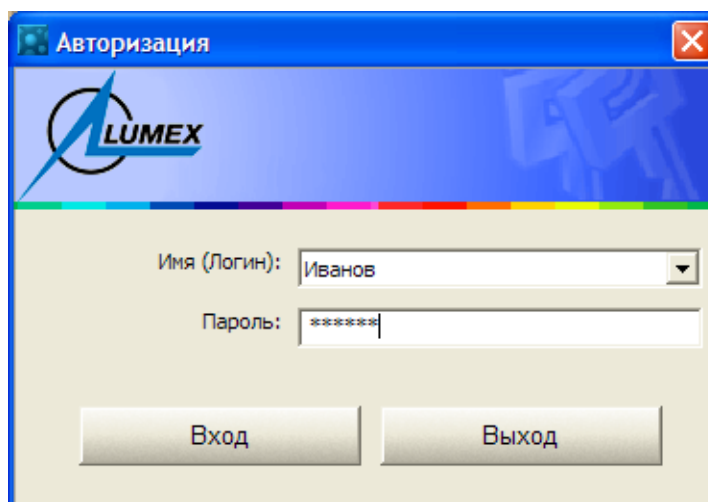 Авторизация
LUMEX
Имя (Логин): Иванов
Пароль: ******
Вход Выход